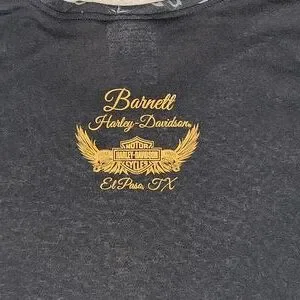 Barnett
Harley-Davidson
MOTOR
HARLEY-DAVIDSON
CYCLES
El Paso, TX